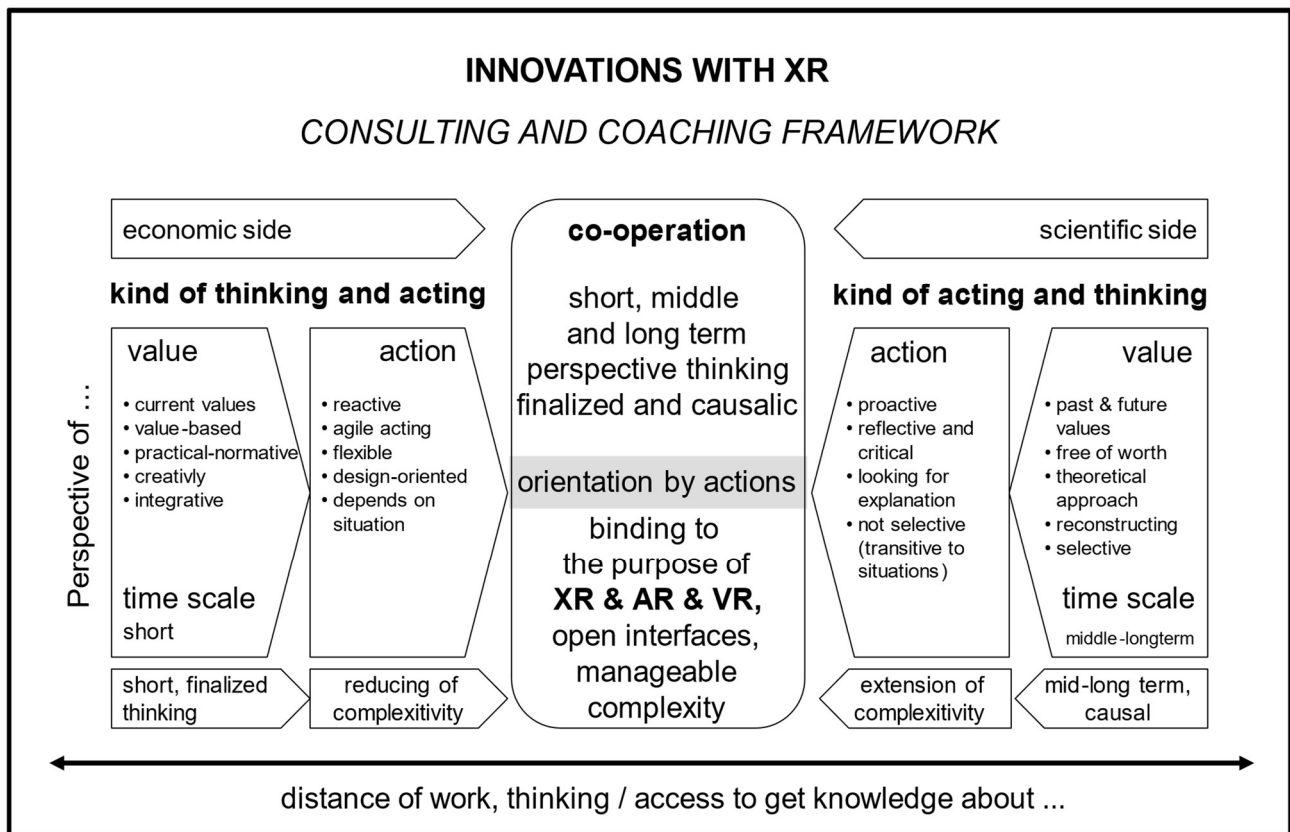 INNOVATIONS WITH XR
CONSULTING AND COACHING FRAMEWORK
economic side
kind of thinking and acting
Perspective of …
value
• current values
• value-based
• practical-normative
• creativly
• integrative
time scale
short
action
• reactive
• agile acting
• flexible
• design-oriented
• depends on
situation
short, finalized
thinking
reducing of
complexitivity
co-operation
short, middle
and long term
perspective thinking
finalized and causalic
orientation by actions
binding to
the purpose of
XR & AR & VR,
open interfaces,
manageable
complexity
scientific side
kind of acting and thinking
action
• proactive
• reflective and
critical
• looking for
explanation
• not selective
(transitive to
situations)
value
• past & future
values
• free of worth
• theoretical
approach
• reconstructing
• selective
time scale
middle-longterm
extension of
complexitivity
mid-long term,
causal
distance of work, thinking / access to get knowledge about ...